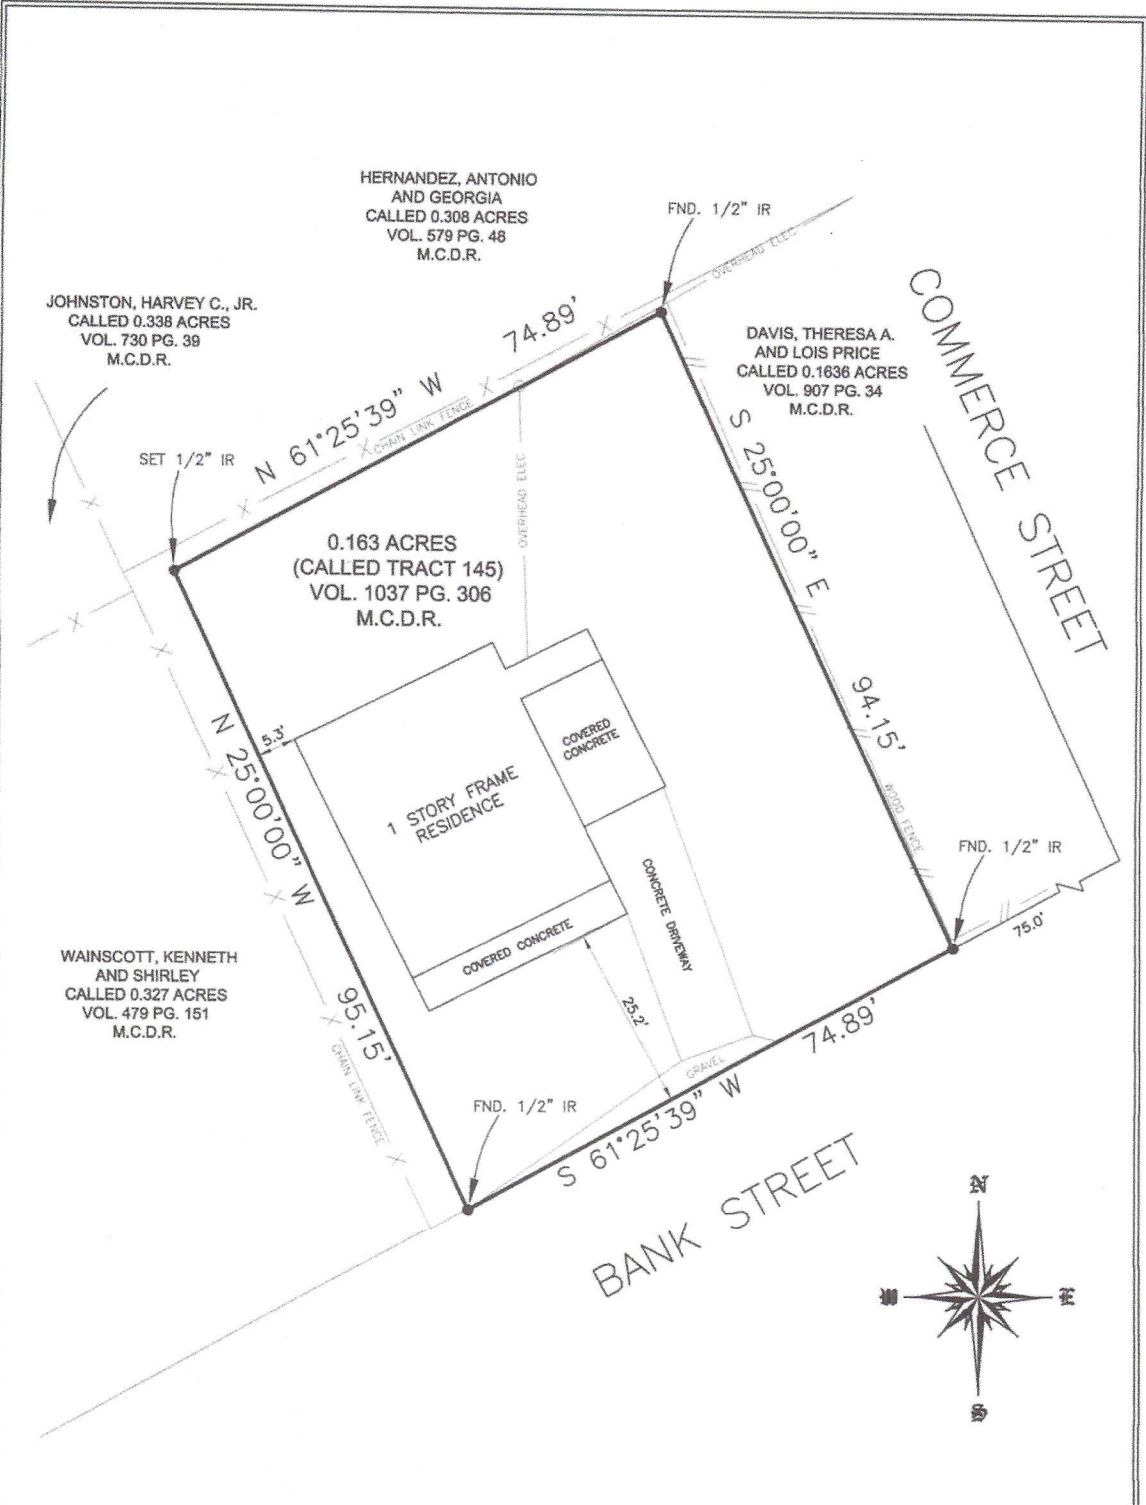 HERNANDEZ, ANTONIO
AND GEORGIA
CALLED 0.308 ACRES
VOL. 579 PG. 48
M.C.D.R.
FND. 1/2" IR
OVERHEAD ELEC
JOHNSTON, HARVEY C., JR.
CALLED 0.338 ACRES
VOL. 730 PG. 39
M.C.D.R.
74.89'
N 61°25'39" W
CHAIN LINK FENCE
DAVIS, THERESA A.
AND LOIS PRICE
CALLED 0.1636 ACRES
VOL. 907 PG. 34
M.C.D.R.
COMMERCE STREET
SET 1/2" IR
OVERHEAD ELEC
S 25°00'00" E
94.15'
WOOD FENCE
0.163 ACRES
(CALLED TRACT 145)
VOL. 1037 PG. 306
M.C.D.R.
5.3'
N 25°00'00" W
95.15'
CHAIN LINK FENCE
1 STORY FRAME
RESIDENCE
COVERED
CONCRETE
CONCRETE DRIVEWAY
COVERED CONCRETE
25.2'
FND. 1/2" IR
75.0'
WAINSCOTT, KENNETH
AND SHIRLEY
CALLED 0.327 ACRES
VOL. 479 PG. 151
M.C.D.R.
GRAVEL
74.89'
S 61°25'39" W
FND. 1/2" IR
BANK STREET
N
W
E
S